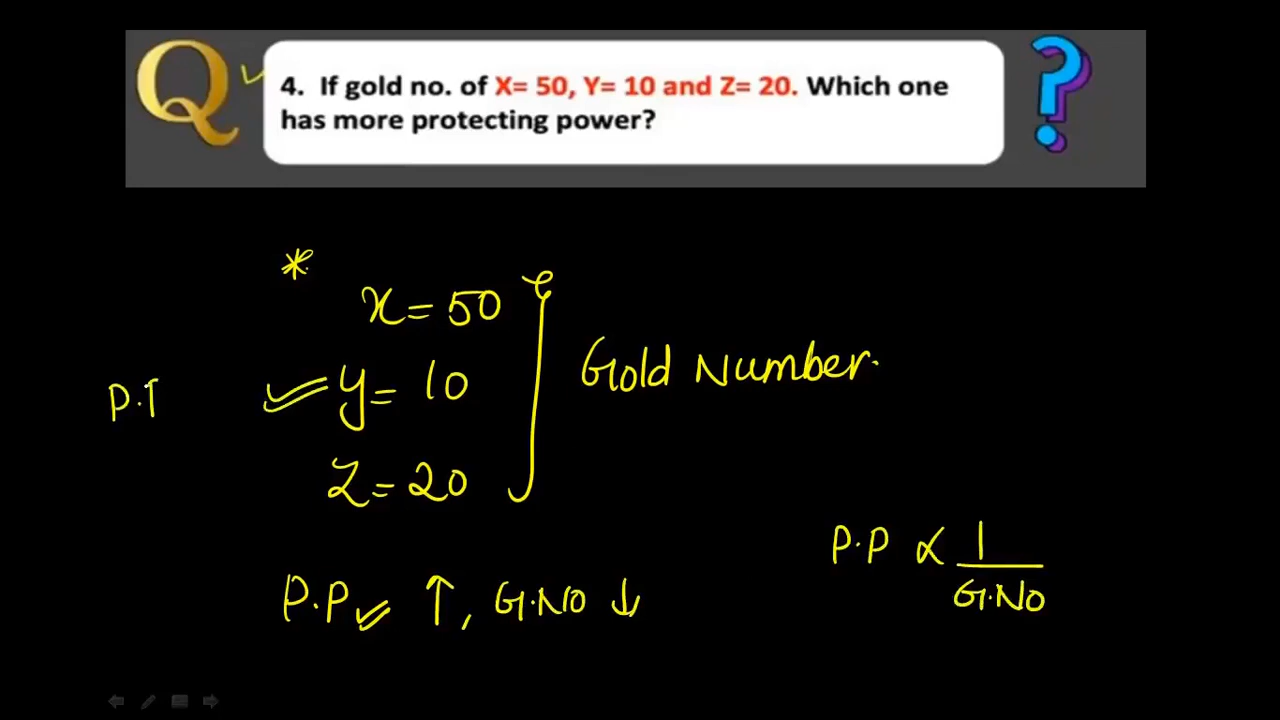 Q
4. If gold no. of X= 50, Y= 10 and Z= 20. Which one
has more protecting power?
?
*
x = 50
y = 10
Z = 20
Gold Number.
P.P
P.P ↑, G.NO ↓
P.P ∝ 1
G.No